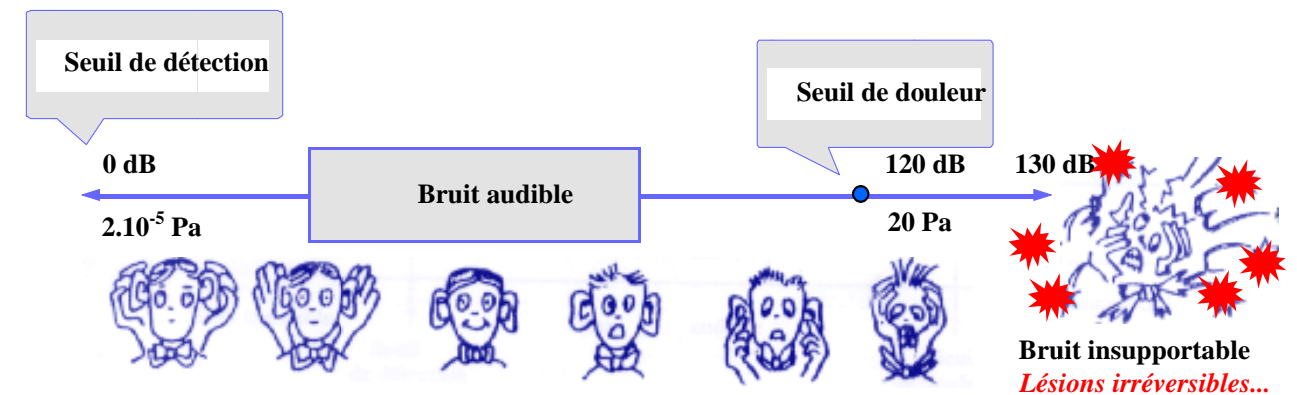 Seuil de détection
Seuil de douleur
0 dB
120 dB
130 dB
Bruit audible
2.10⁻⁵ Pa
20 Pa
Bruit insupportable
Lésions irréversibles...